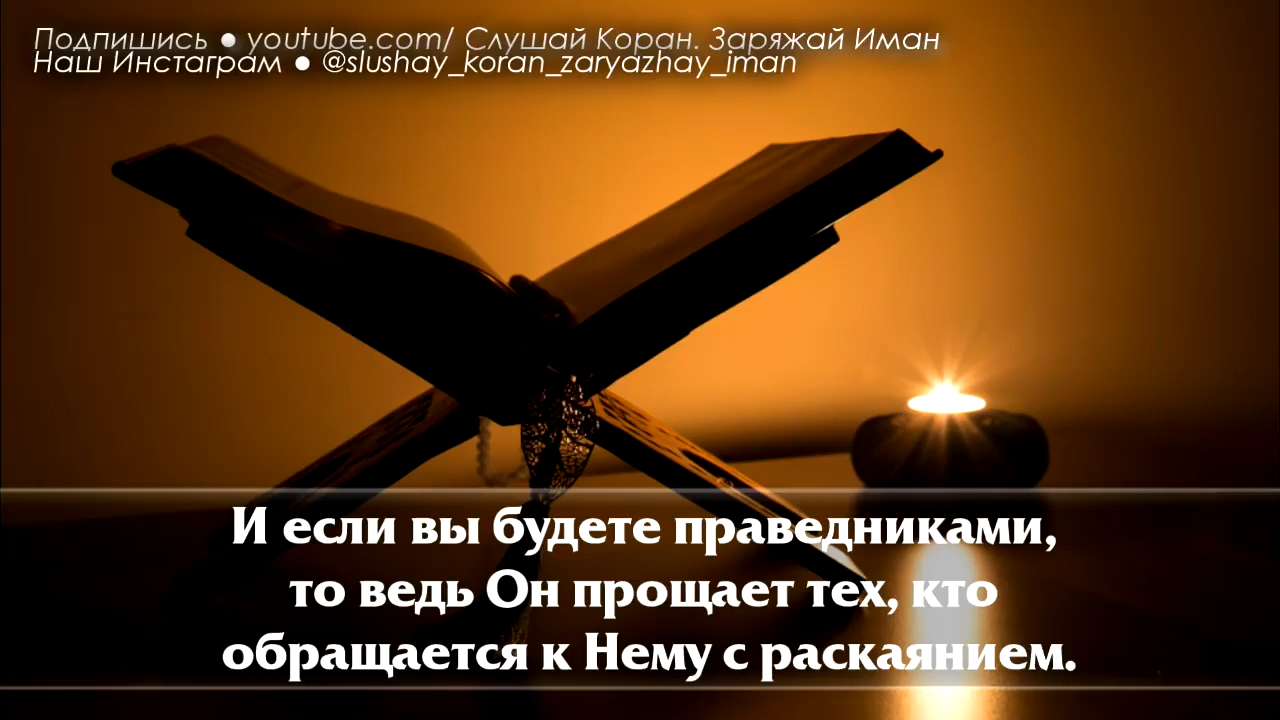 Подпишись ● youtube.com/ Слушай Коран. Заряжай Иман
Наш Инстаграм ● @slushay_koran_zaryazhay_iman
И если вы будете праведниками,
то ведь Он прощает тех, кто
обращается к Нему с раскаянием.